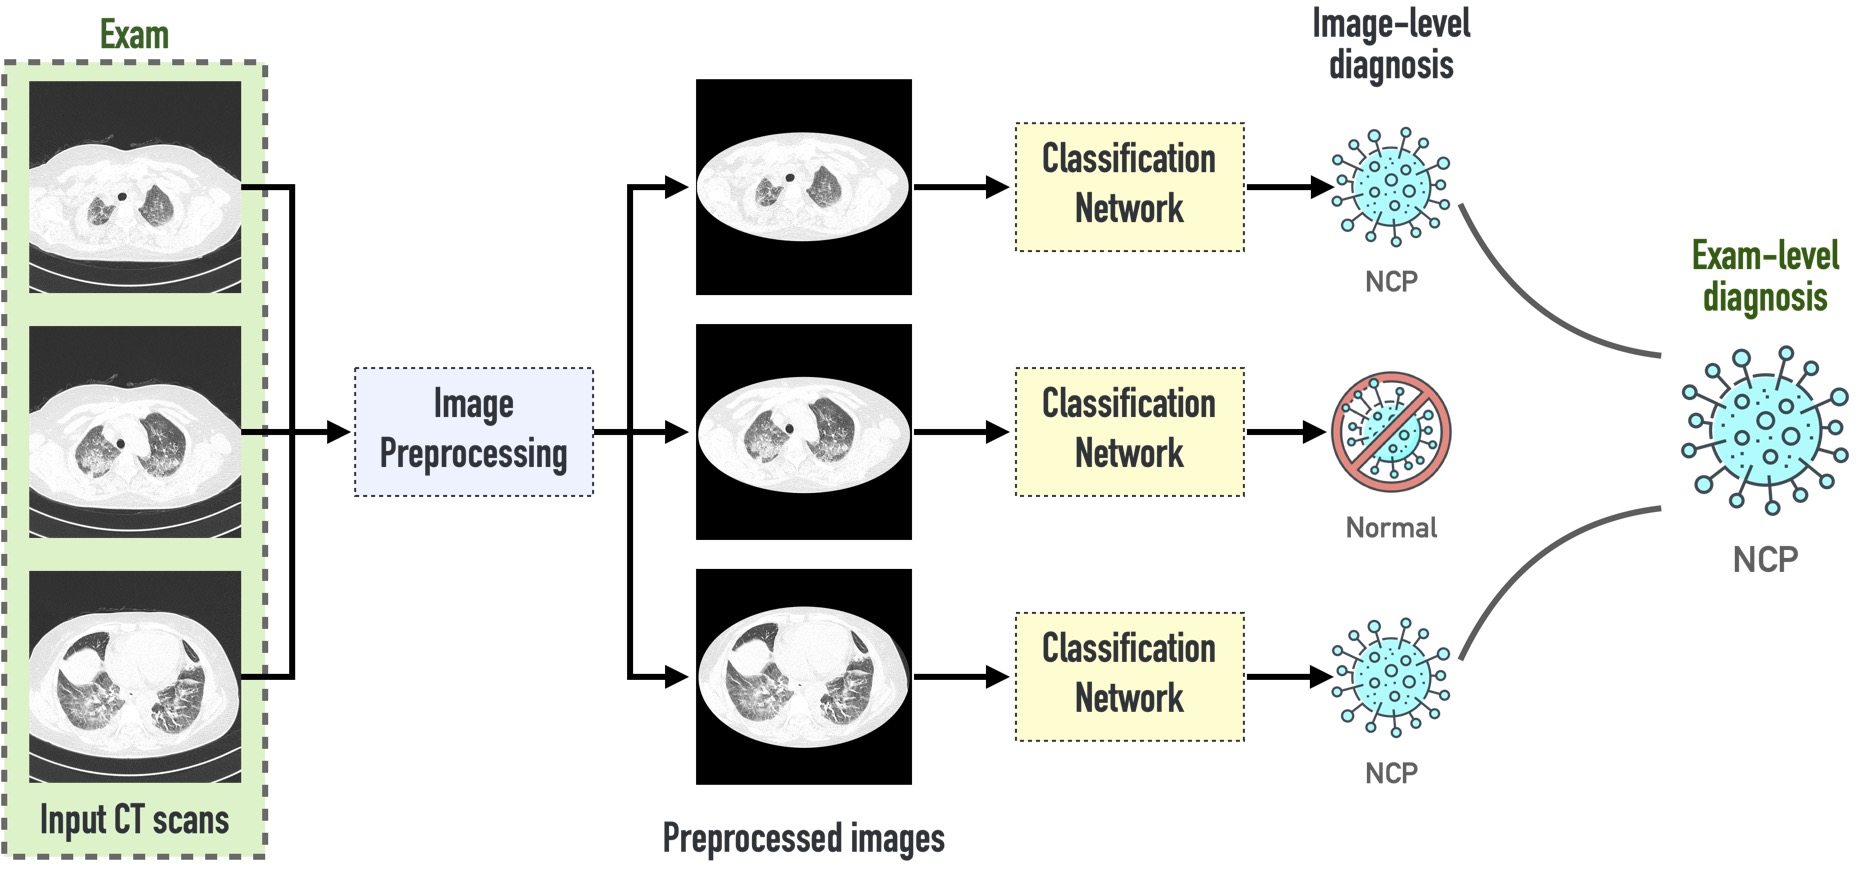 Exam
Input CT scans
Image
Preprocessing
Preprocessed images
Classification
Network
Classification
Network
Classification
Network
Image-level
diagnosis
NCP
Normal
NCP
Exam-level
diagnosis
NCP